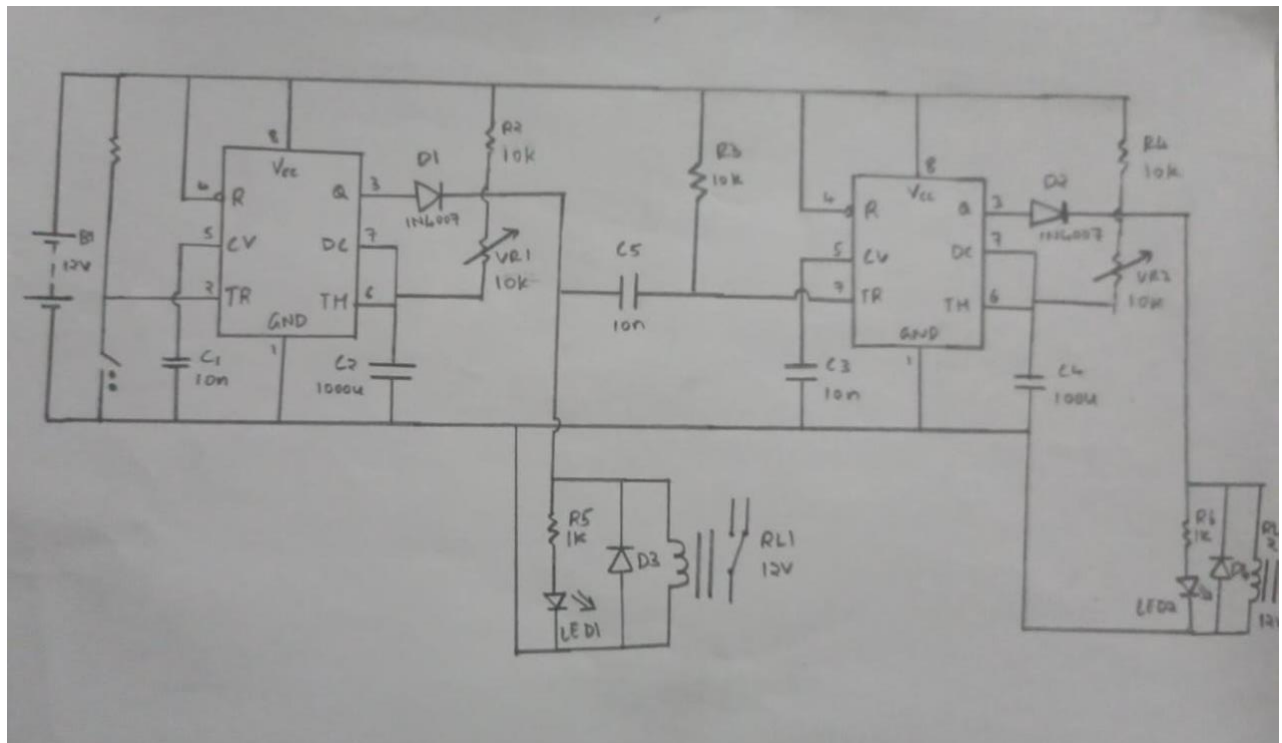 B1
12V
8
Vcc
4
R
Q
3
5
CV
DC
7
2
TR
TH
6
GND
1
C1
10n
C2
1000u
D1
1N4007
R2
10k
VR1
10k
C5
10n
R3
10k
8
Vcc
4
R
Q
3
5
CV
DC
7
7
TR
TH
6
GND
1
C3
10n
C4
100u
D2
1N4007
R4
10k
VR2
10k
R5
1K
LED1
D3
RL1
12V
R6
1K
LED2